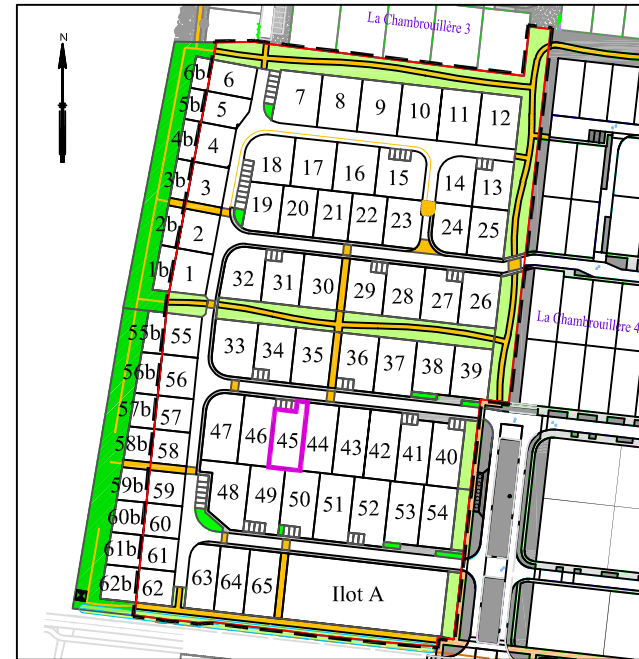 La Chambrouillère 3
N
6b 6
5b 5
4b 4
3b 3
2b 2
1b 1
7 8 9 10 11 12
18 17 16 15 14 13
19 20 21 22 23 24 25
32 31 30 29 28 27 26
La Chambrouillère 4
55b 55
56b 56
57b 57
58b 58
59b 59
60b 60
61b 61
62b 62
33 34 35 36 37 38 39
47 46 45 44 43 42 41 40
48 49 50 51 52 53 54
63 64 65
Ilot A